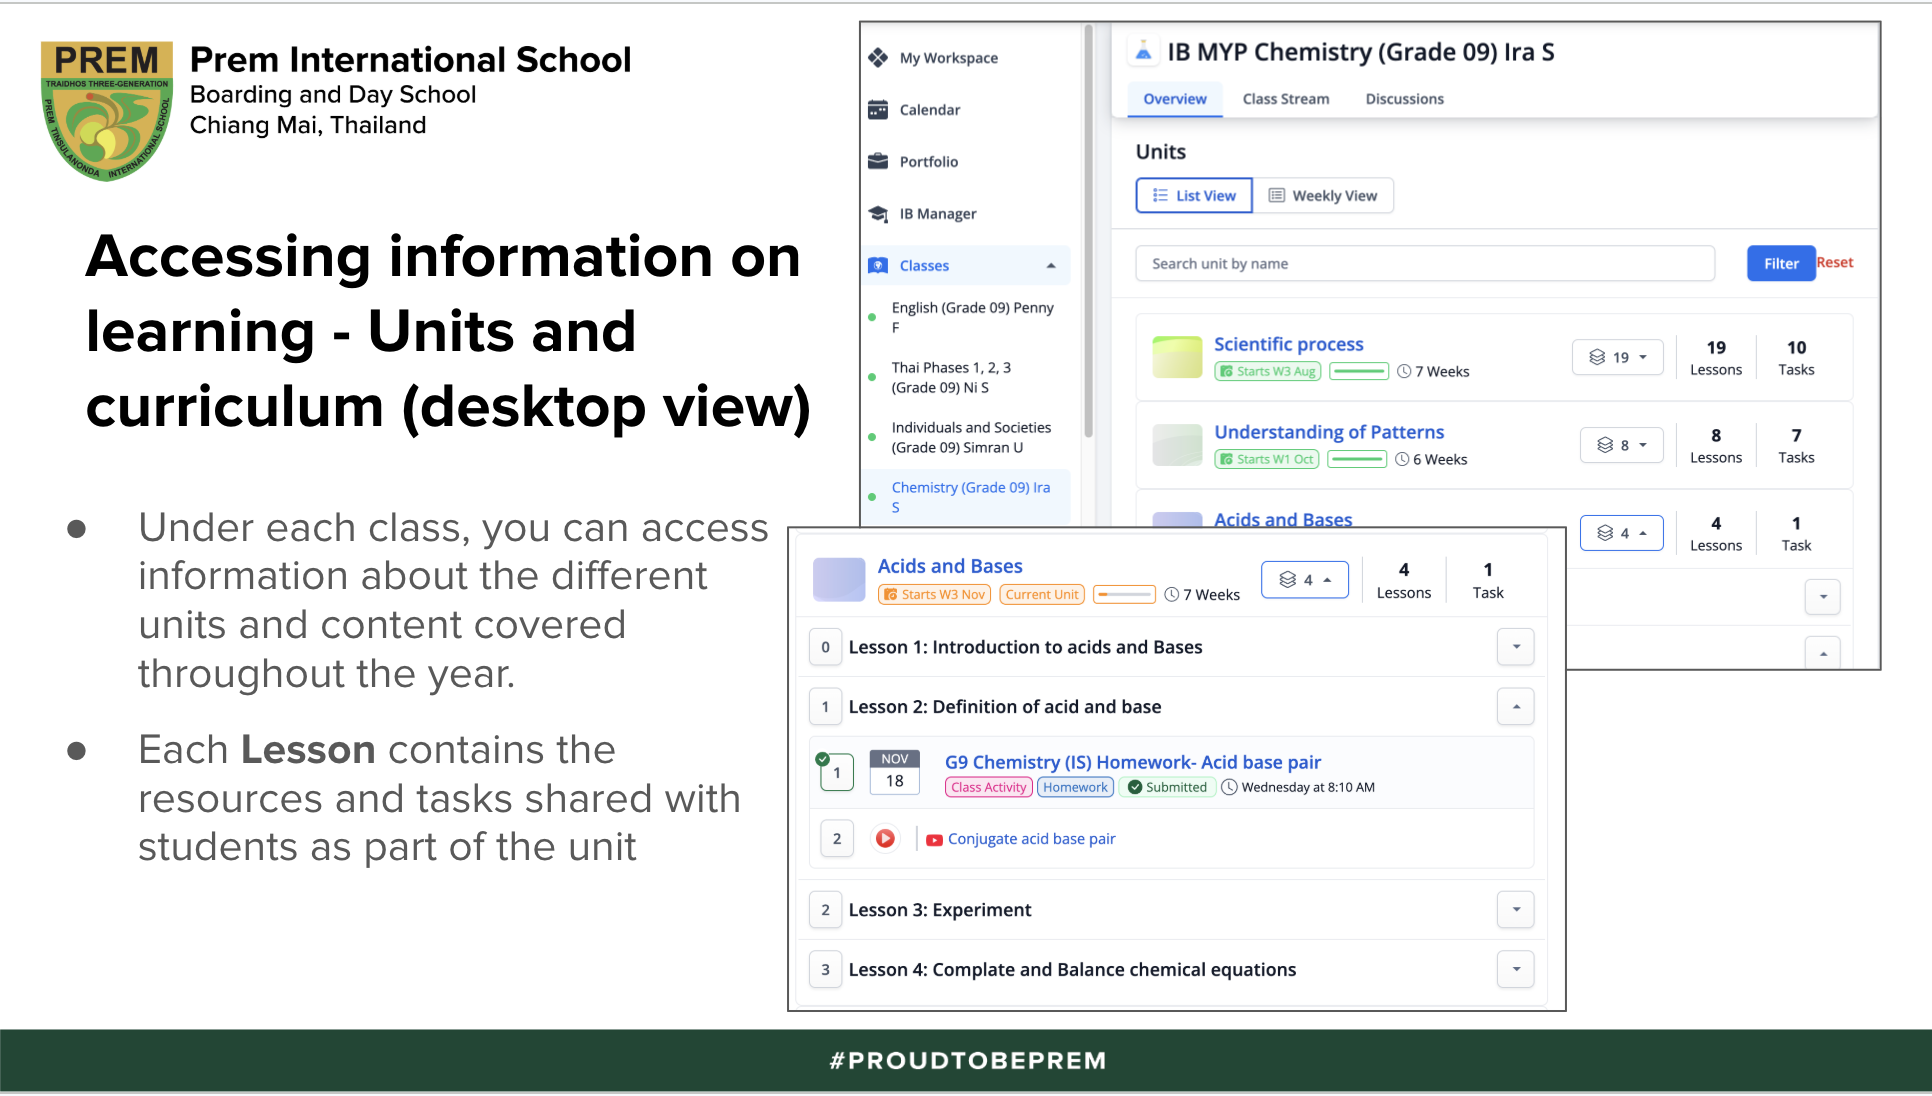 PREM
TRAIDHOS THREE-GENERATION
PREM TINSULANONDA INTERNATIONAL SCHOOL
Prem International School
Boarding and Day School
Chiang Mai, Thailand
Accessing information on
learning - Units and
curriculum (desktop view)
● Under each class, you can access
information about the different
units and content covered
throughout the year.
● Each Lesson contains the
resources and tasks shared with
students as part of the unit
My Workspace
Calendar
Portfolio
IB Manager
Classes
English (Grade 09) Penny
F
Thai Phases 1, 2, 3
(Grade 09) Ni S
Individuals and Societies
(Grade 09) Simran U
Chemistry (Grade 09) Ira
S
IB MYP Chemistry (Grade 09) Ira S
Overview Class Stream Discussions
Units
List View Weekly View
Search unit by name Filter Reset
Scientific process
Starts W3 Aug 7 Weeks
19 19 Lessons 10 Tasks
Understanding of Patterns
Starts W1 Oct 6 Weeks
8 8 Lessons 7 Tasks
Acids and Bases
4 4 Lessons 1 Task
Acids and Bases
Starts W3 Nov Current Unit 7 Weeks
4 4 Lessons 1 Task
0 Lesson 1: Introduction to acids and Bases
1 Lesson 2: Definition of acid and base
1 NOV 18 G9 Chemistry (IS) Homework- Acid base pair
Class Activity Homework Submitted Wednesday at 8:10 AM
2 Conjugate acid base pair
2 Lesson 3: Experiment
3 Lesson 4: Complate and Balance chemical equations
#PROUDTOBEPREM